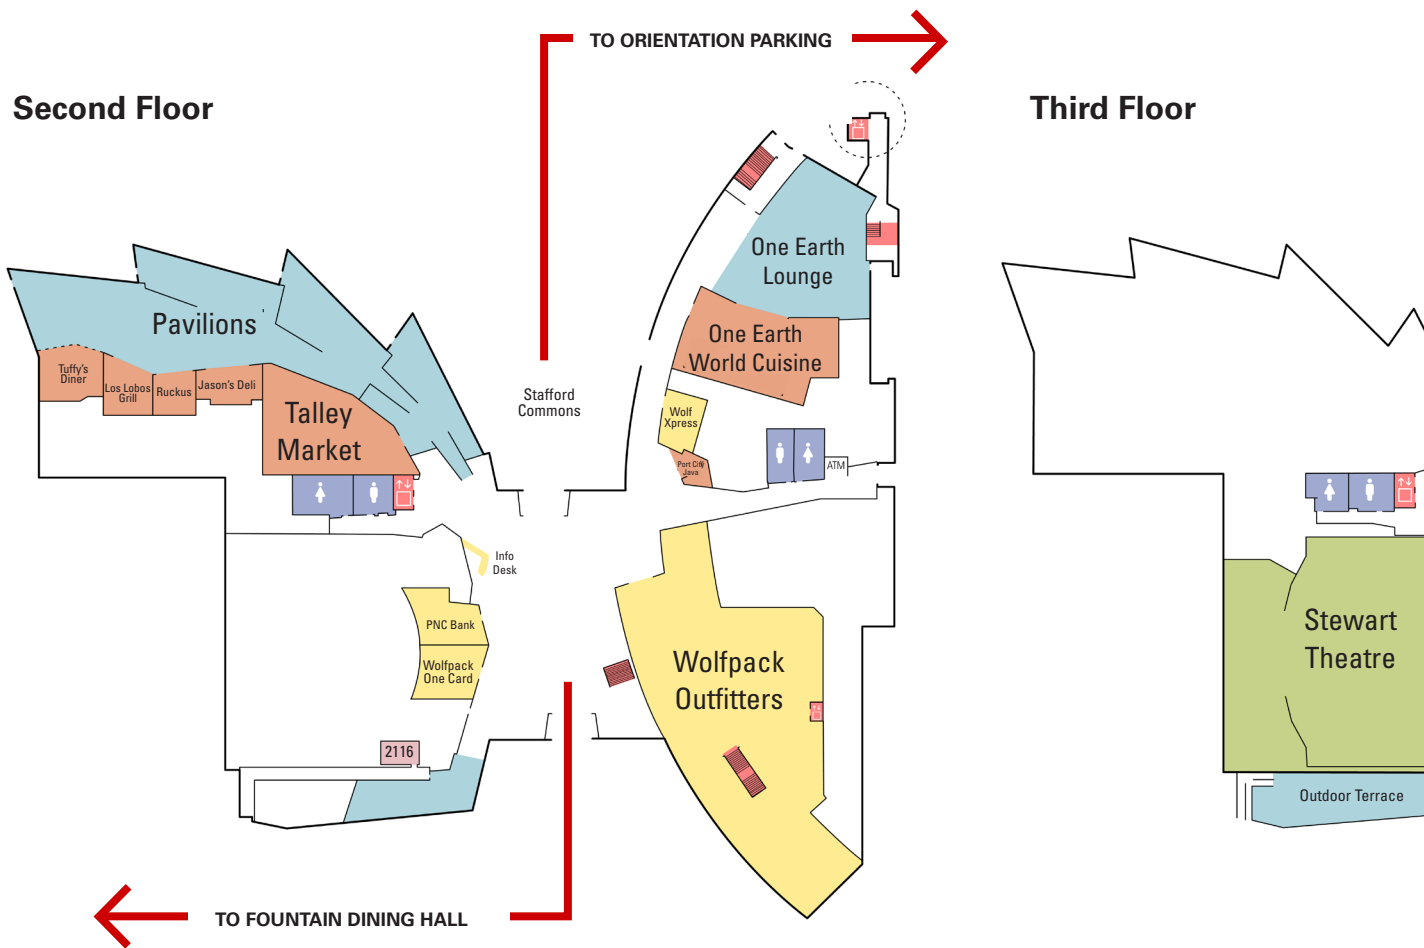 TO ORIENTATION PARKING
Second Floor
Third Floor
One Earth
Lounge
Pavilions
One Earth
World Cuisine
Tuffy's
Diner
Los Lobos
Grill
Ruckus
Jason's Deli
Stafford
Commons
Talley
Market
Wolf
Xpress
Port City
Java
ATM
Info
Desk
PNC Bank
Wolfpack
One Card
Wolfpack
Outfitters
Stewart
Theatre
2116
Outdoor Terrace
TO FOUNTAIN DINING HALL